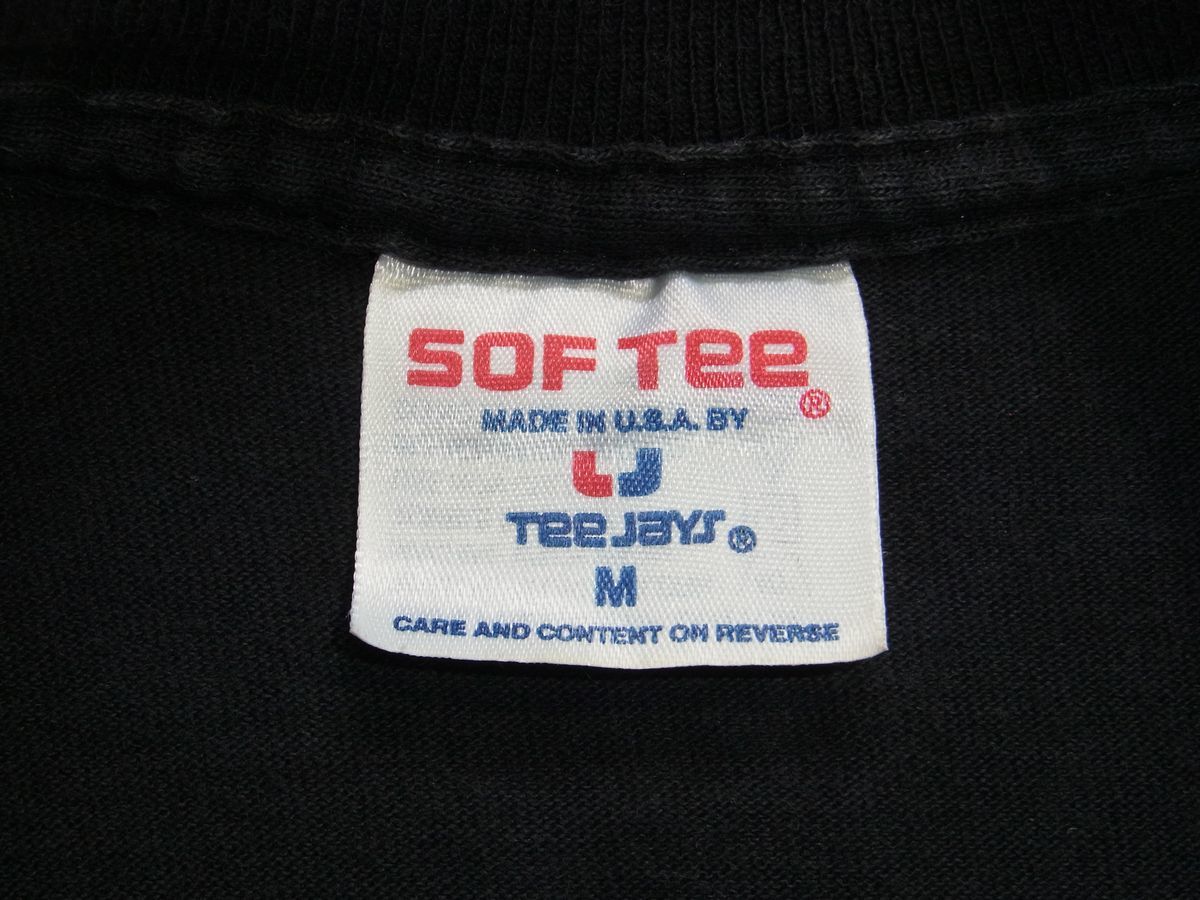 SOF TEE®
MADE IN U.S.A. BY
TEE JAYS®
M
CARE AND CONTENT ON REVERSE